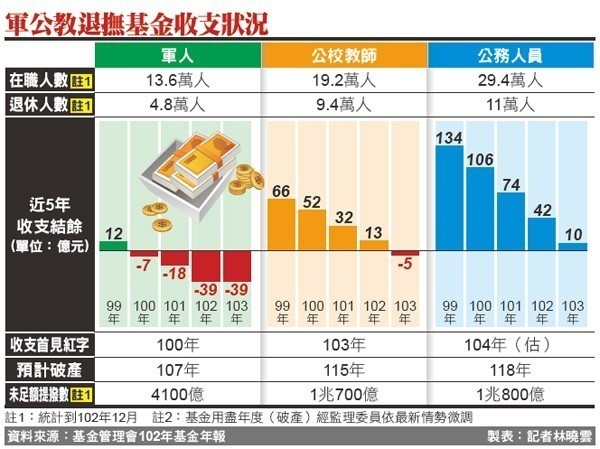 軍公教退撫基金收支狀況
軍人 公校教師 公務人員
在職人數 註1 13.6萬人 19.2萬人 29.4萬人
退休人數 註1 4.8萬人 9.4萬人 11萬人
近5年
收支結餘
(單位：億元)
12 -7 -18 -39 -39
66 52 32 13 -5
134 106 74 42 10
99年 100年 101年 102年 103年
99年 100年 101年 102年 103年
99年 100年 101年 102年 103年
收支首見紅字 100年 103年 104年（估）
預計破產 107年 115年 118年
未足額提撥數 註1 4100億 1兆700億 1兆800億
註1：統計到102年12月 註2：基金用盡年度（破產）經監理委員依最新情勢微調
資料來源：基金管理會102年基金年報 製表：記者林曉雲